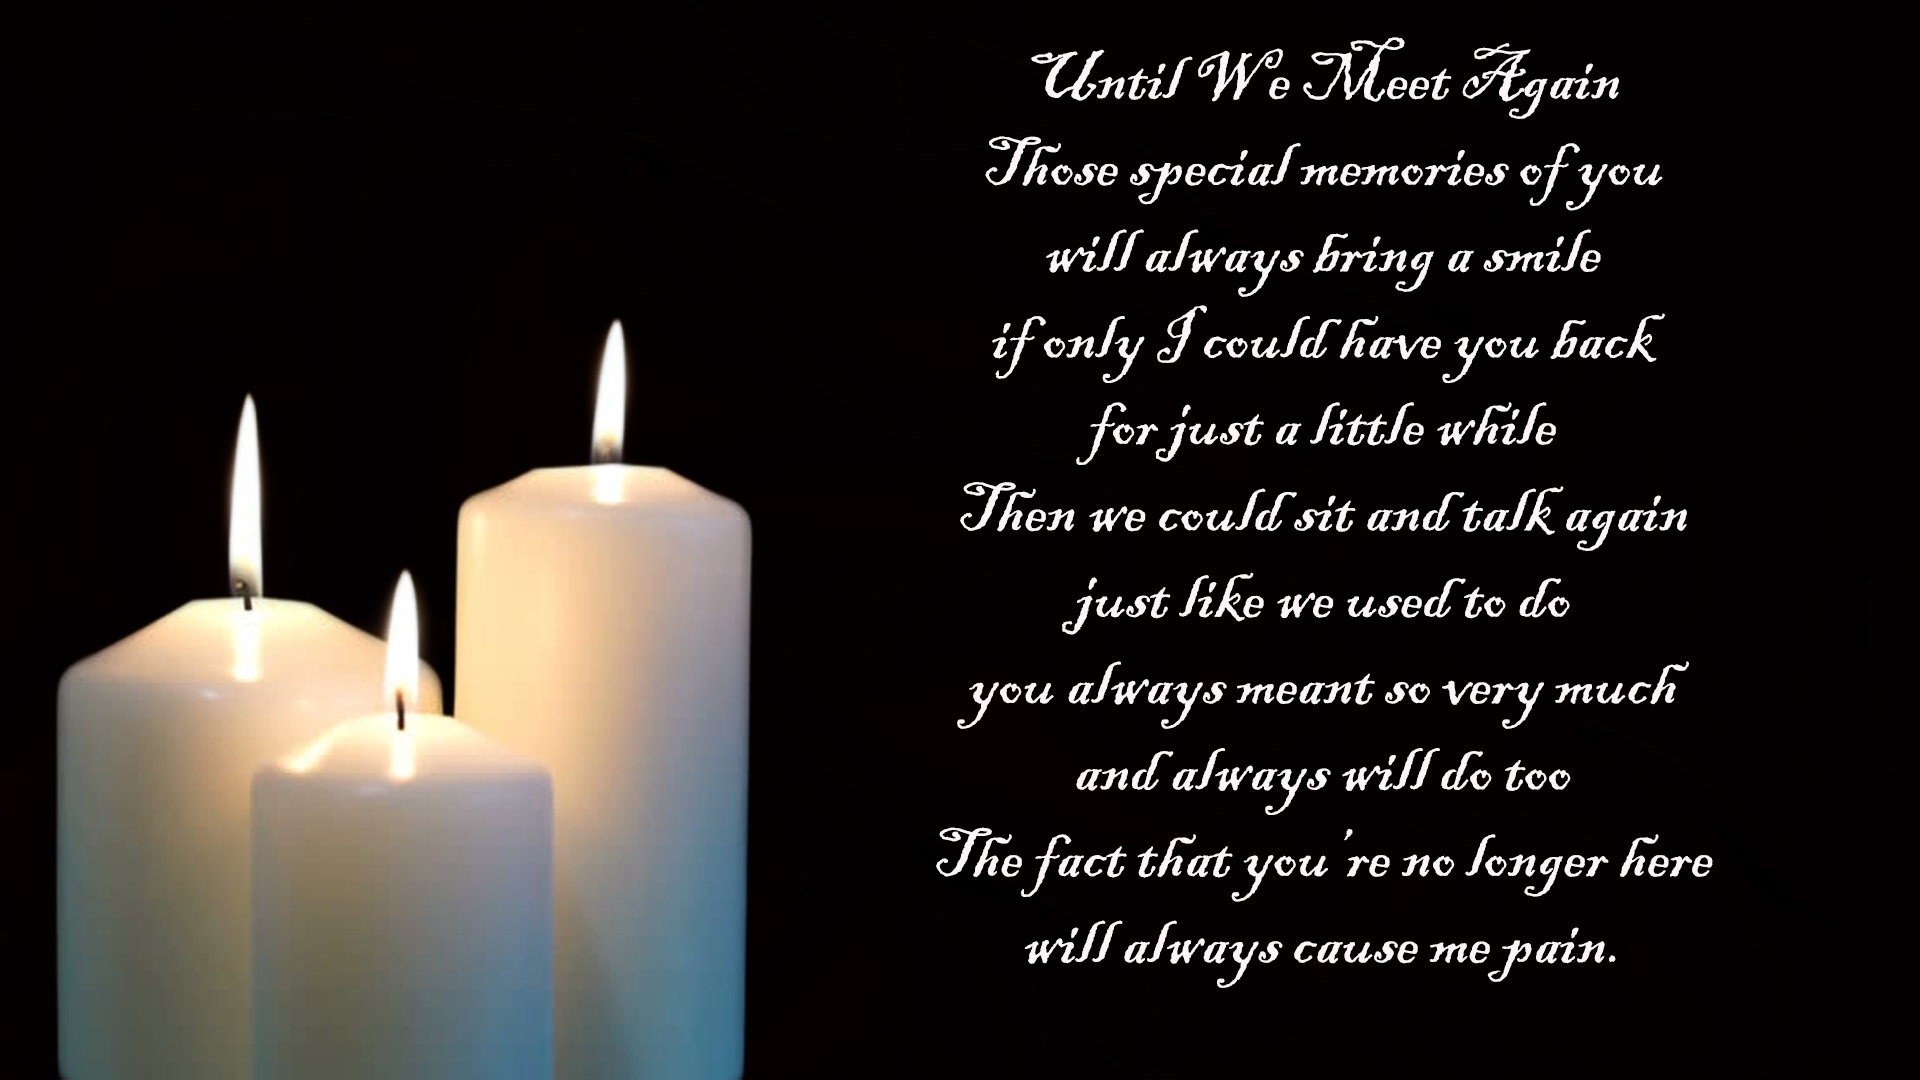 Until We Meet Again
Those special memories of you
will always bring a smile
if only I could have you back
for just a little while
Then we could sit and talk again
just like we used to do
you always meant so very much
and always will do too
The fact that you're no longer here
will always cause me pain.